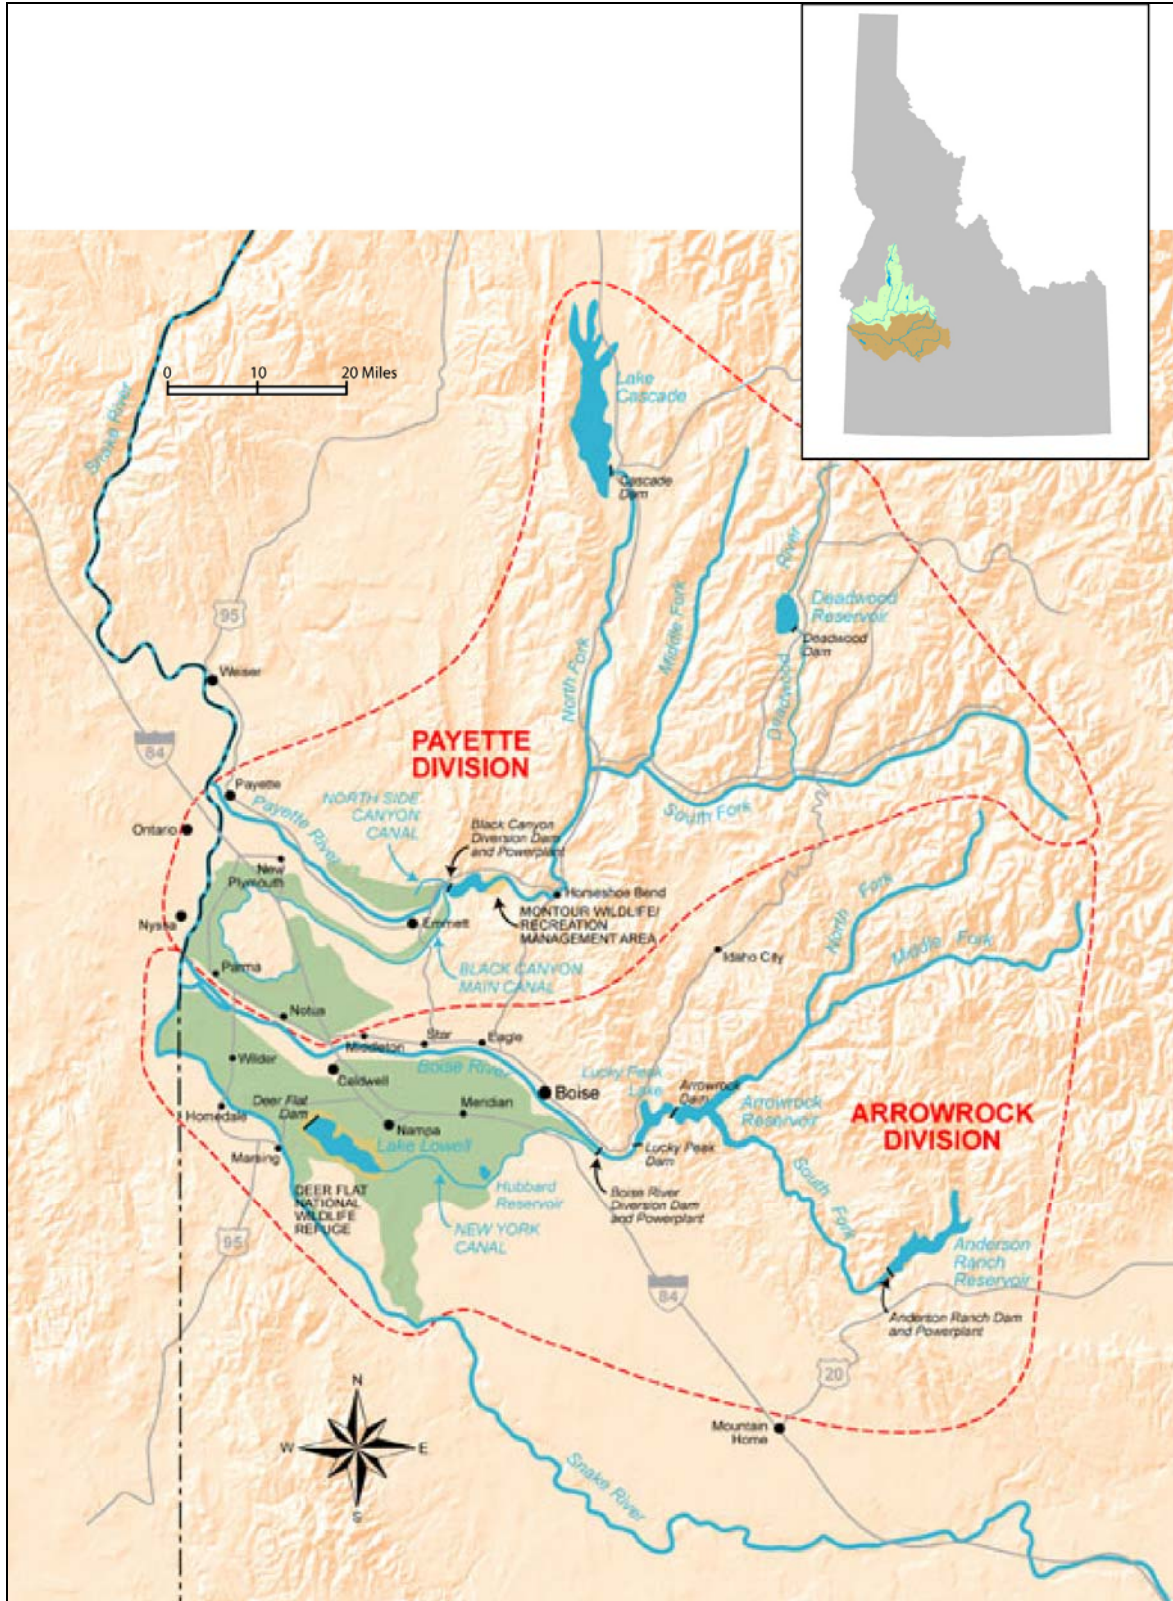 0
10
20 Miles
Snake River
Lake
Cascade
Cascade
Dam
River
Deadwood
Reservoir
Deadwood
Dam
Deadwood
95
Weiser
84
North Fork
Middle Fork
PAYETTE
DIVISION
Payette
Payette River
NORTH SIDE
CANYON
CANAL
Black Canyon
Diversion Dam
and Powerplant
South Fork
Ontario
New
Plymouth
Horseshoe Bend
Nyssa
Emmett
MONTOUR WILDLIFE/
RECREATION
MANAGEMENT AREA
North
Fork
Middle Fork
Idaho City
Parma
BLACK CANYON
MAIN CANAL
Notus
Middleton
Star
Eagle
Wilder
Caldwell
Boise River
Boise
Lucky Peak
Lake
Arrowrock
Dam
Arrowrock
Reservoir
ARROWROCK
DIVISION
Homedale
Deer Flat
Dam
Meridian
Nampa
Marsing
Lake Lowell
Lucky Peak
Dam
South
Fork
DEER FLAT
NATIONAL
WILDLIFE
REFUGE
Hubbard
Reservoir
Boise River
Diversion Dam
and Powerplant
NEW YORK
CANAL
95
Anderson
Ranch
Reservoir
84
Anderson Ranch Dam
and Powerplant
20
N
W
E
S
Mountain
Home
Snake River